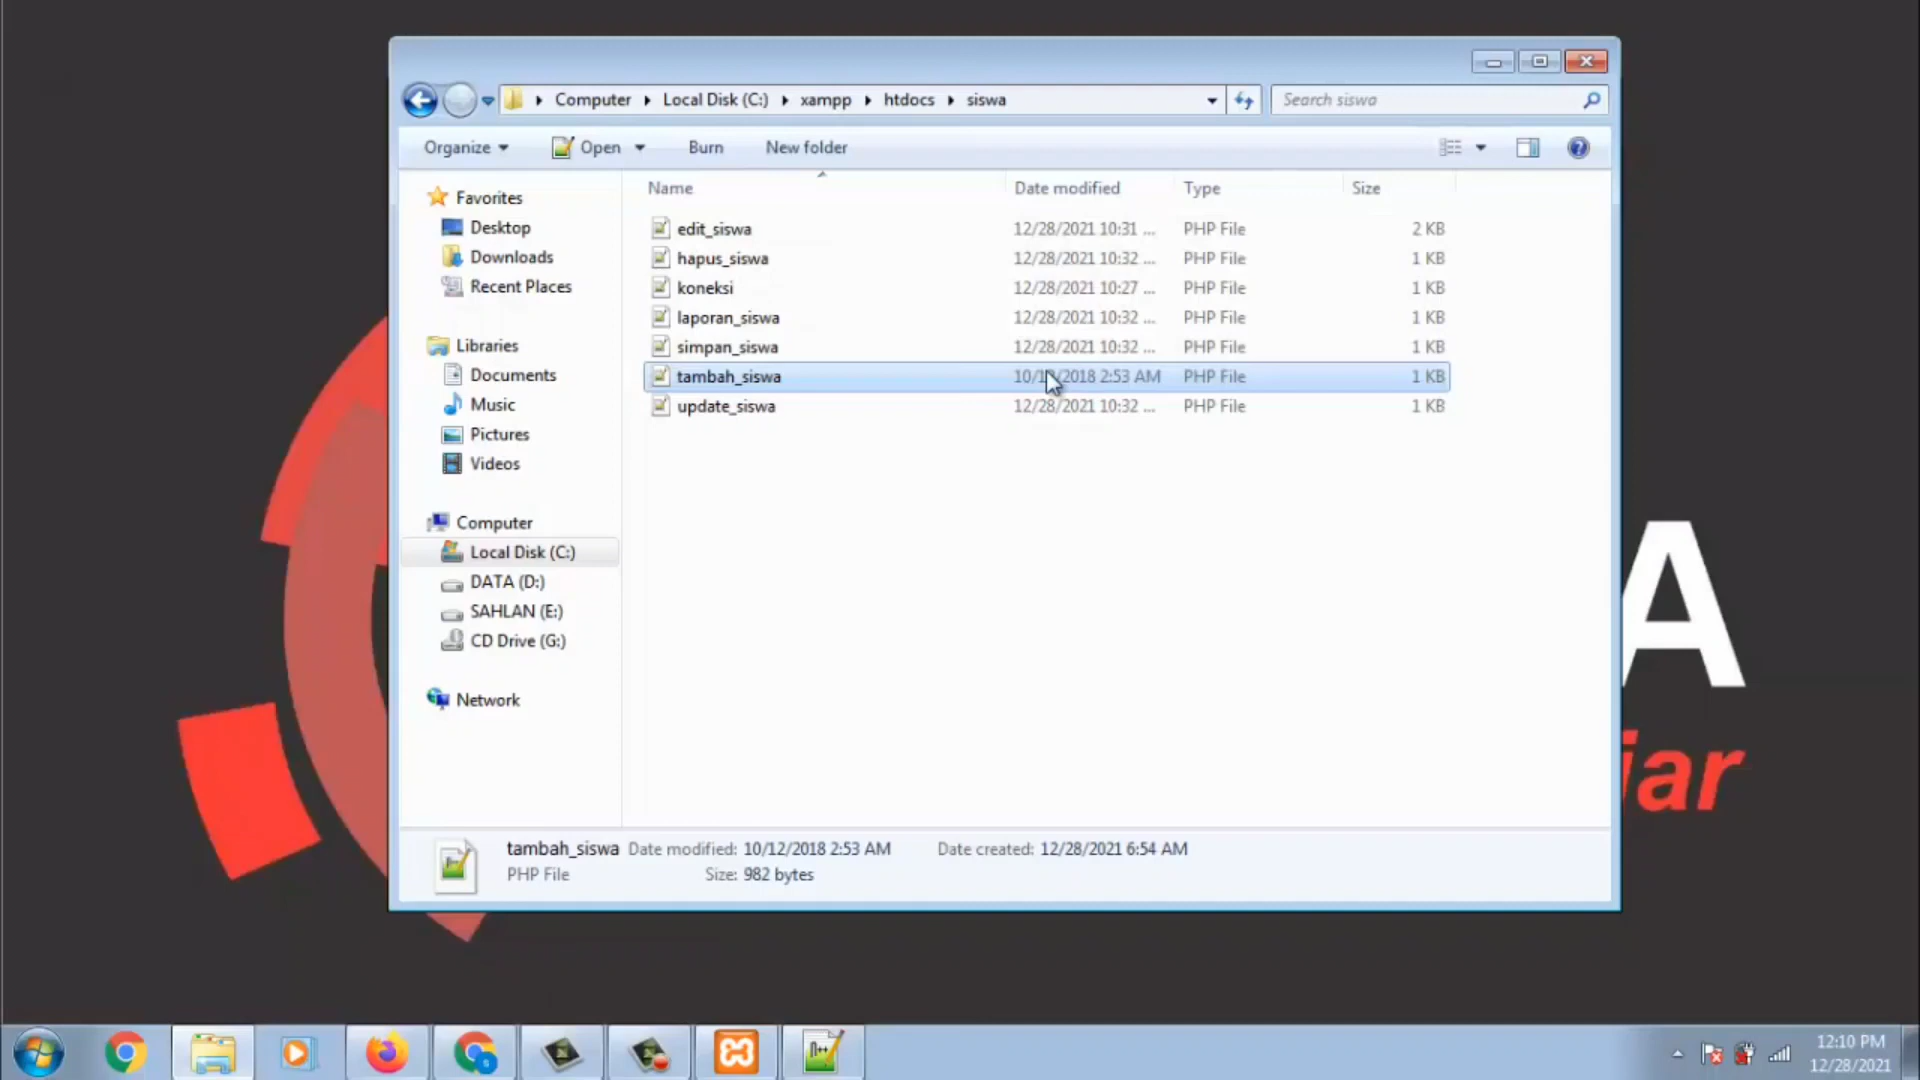 Computer Local Disk (C:) xampp htdocs siswa
Search siswa
Organize Open Burn New folder
Name Date modified Type Size
edit_siswa 12/28/2021 10:31 ... PHP File 2 KB
hapus_siswa 12/28/2021 10:32 ... PHP File 1 KB
koneksi 12/28/2021 10:27 ... PHP File 1 KB
laporan_siswa 12/28/2021 10:32 ... PHP File 1 KB
simpan_siswa 12/28/2021 10:32 ... PHP File 1 KB
tambah_siswa 10/12/2018 2:53 AM PHP File 1 KB
update_siswa 12/28/2021 10:32 ... PHP File 1 KB
Favorites
Desktop
Downloads
Recent Places
Libraries
Documents
Music
Pictures
Videos
Computer
Local Disk (C:)
DATA (D:)
SAHLAN (E:)
CD Drive (G:)
Network
tambah_siswa Date modified: 10/12/2018 2:53 AM Date created: 12/28/2021 6:54 AM
PHP File Size: 982 bytes
A
jar
12:10 PM
12/28/2021